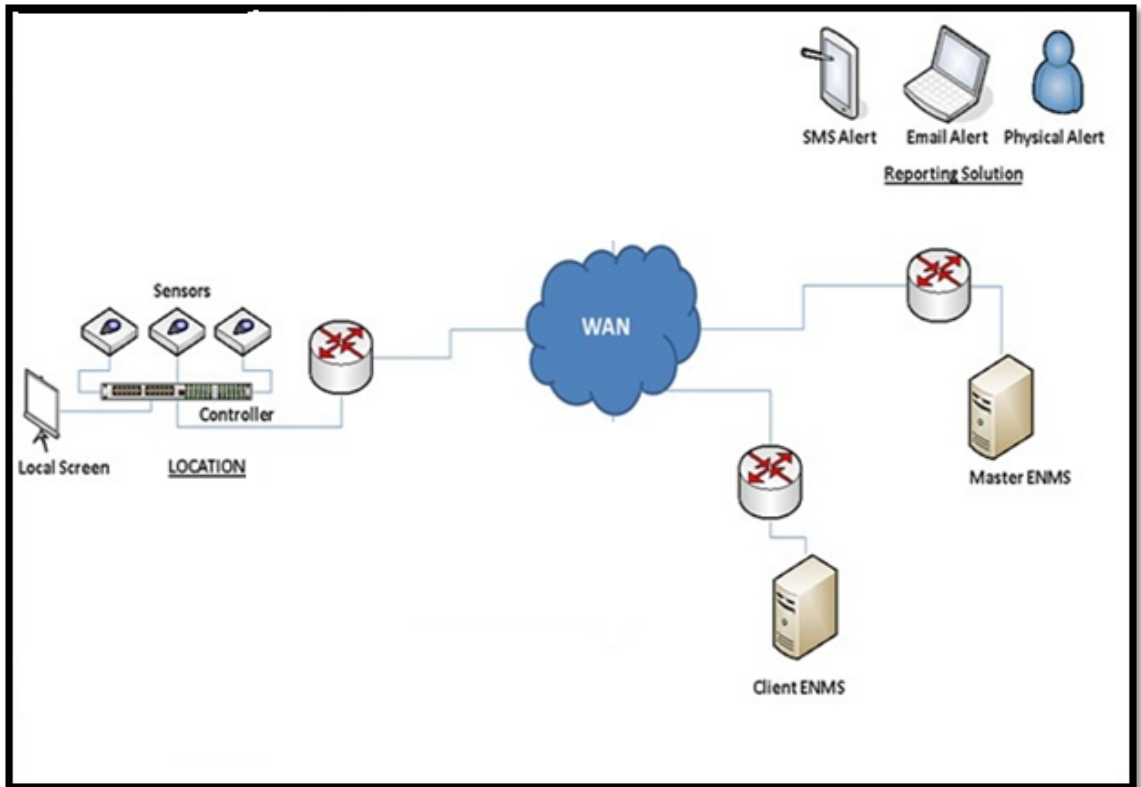 SMS Alert
Email Alert
Physical Alert
Reporting Solution
Sensors
WAN
Controller
Local Screen
LOCATION
Master ENMS
Client ENMS